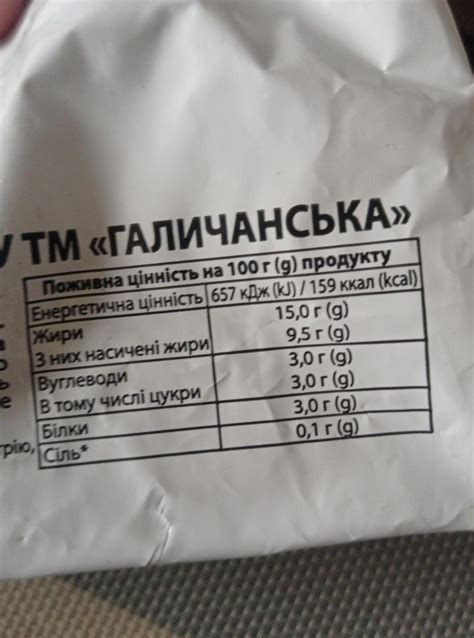 У ТМ «ГАЛИЧАНСЬКА»
Поживна цінність на 100 г (g) продукту
Енергетична цінність 657 кДж (kJ) / 159 ккал (kcal)
Жири 15,0 г (g)
З них насичені жири 9,5 г (g)
Вуглеводи 3,0 г (g)
В тому числі цукри 3,0 г (g)
Білки 3,0 г (g)
Сіль* 0,1 г (g)